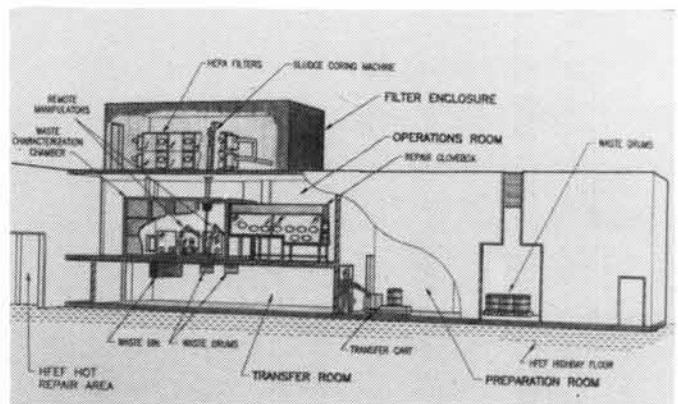 HEPA FILTERS
SLUDGE CORING MACHINE
REMOTE
MANIPULATORS
WASTE
CHARACTERIZATION
CHAMBER
FILTER ENCLOSURE
OPERATIONS ROOM
REPAIR GLOVEBOX
WASTE DRUMS
WASTE BIN
WASTE DRUMS
TRANSFER CART
HFEF HIGHBAY FLOOR
HFEF HOT
REPAIR AREA
TRANSFER ROOM
PREPARATION ROOM